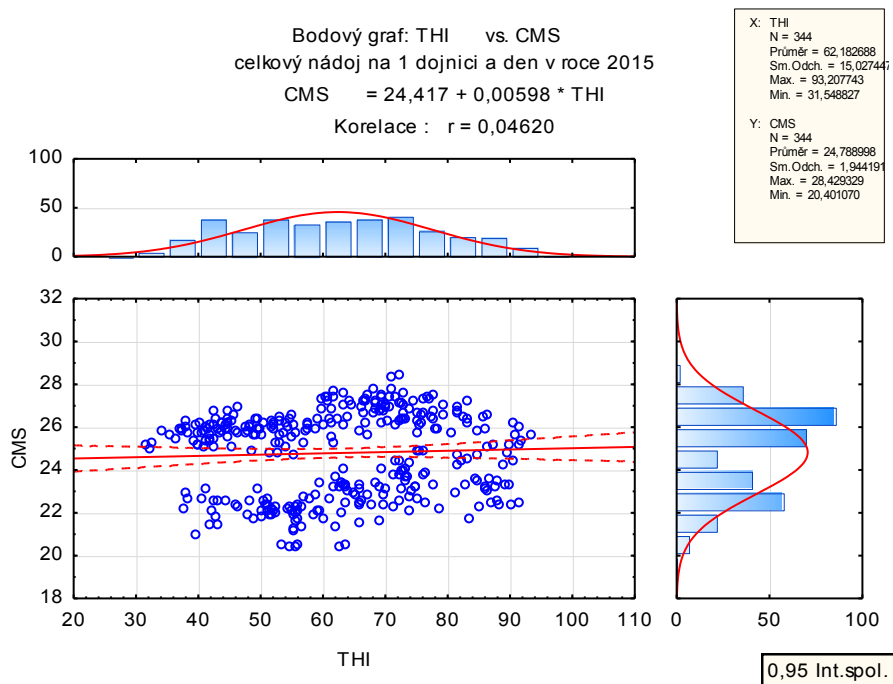 Bodový graf: THI vs. CMS
celkový nádoj na 1 dojnici a den v roce 2015
CMS = 24,417 + 0,00598 * THI
Korelace : r = 0,04620
X: THI
N = 344
Průměr = 62,182688
Sm.Odch. = 15,027447
Max. = 93,207743
Min. = 31,548827
Y: CMS
N = 344
Průměr = 24,788998
Sm.Odch. = 1,944191
Max. = 28,429329
Min. = 20,401070
100
50
0
32
30
28
26
24
22
20
18
CMS
20 30 40 50 60 70 80 90 100 110
THI
0 50 100
0,95 Int.spol.